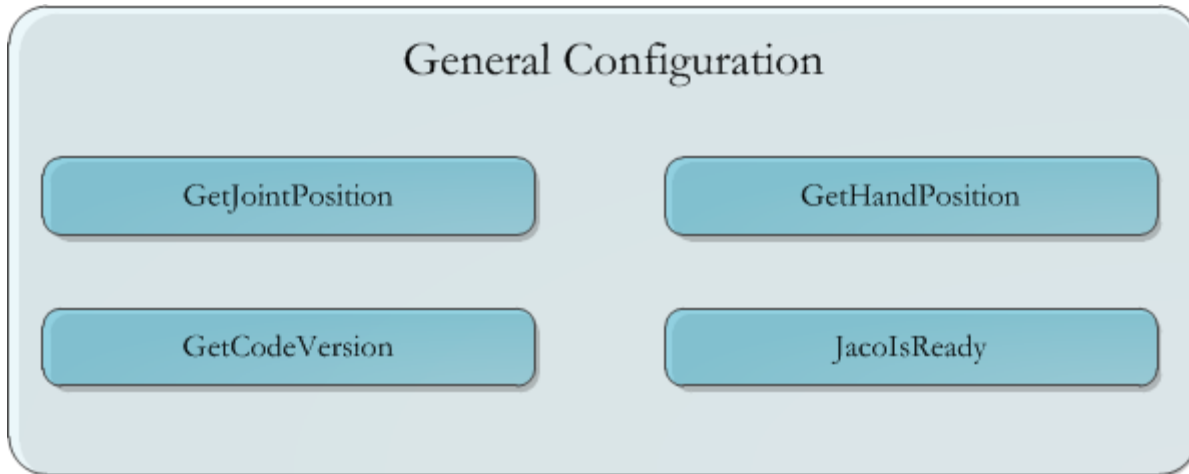 General Configuration
GetJointPosition
GetHandPosition
GetCodeVersion
JacoIsReady